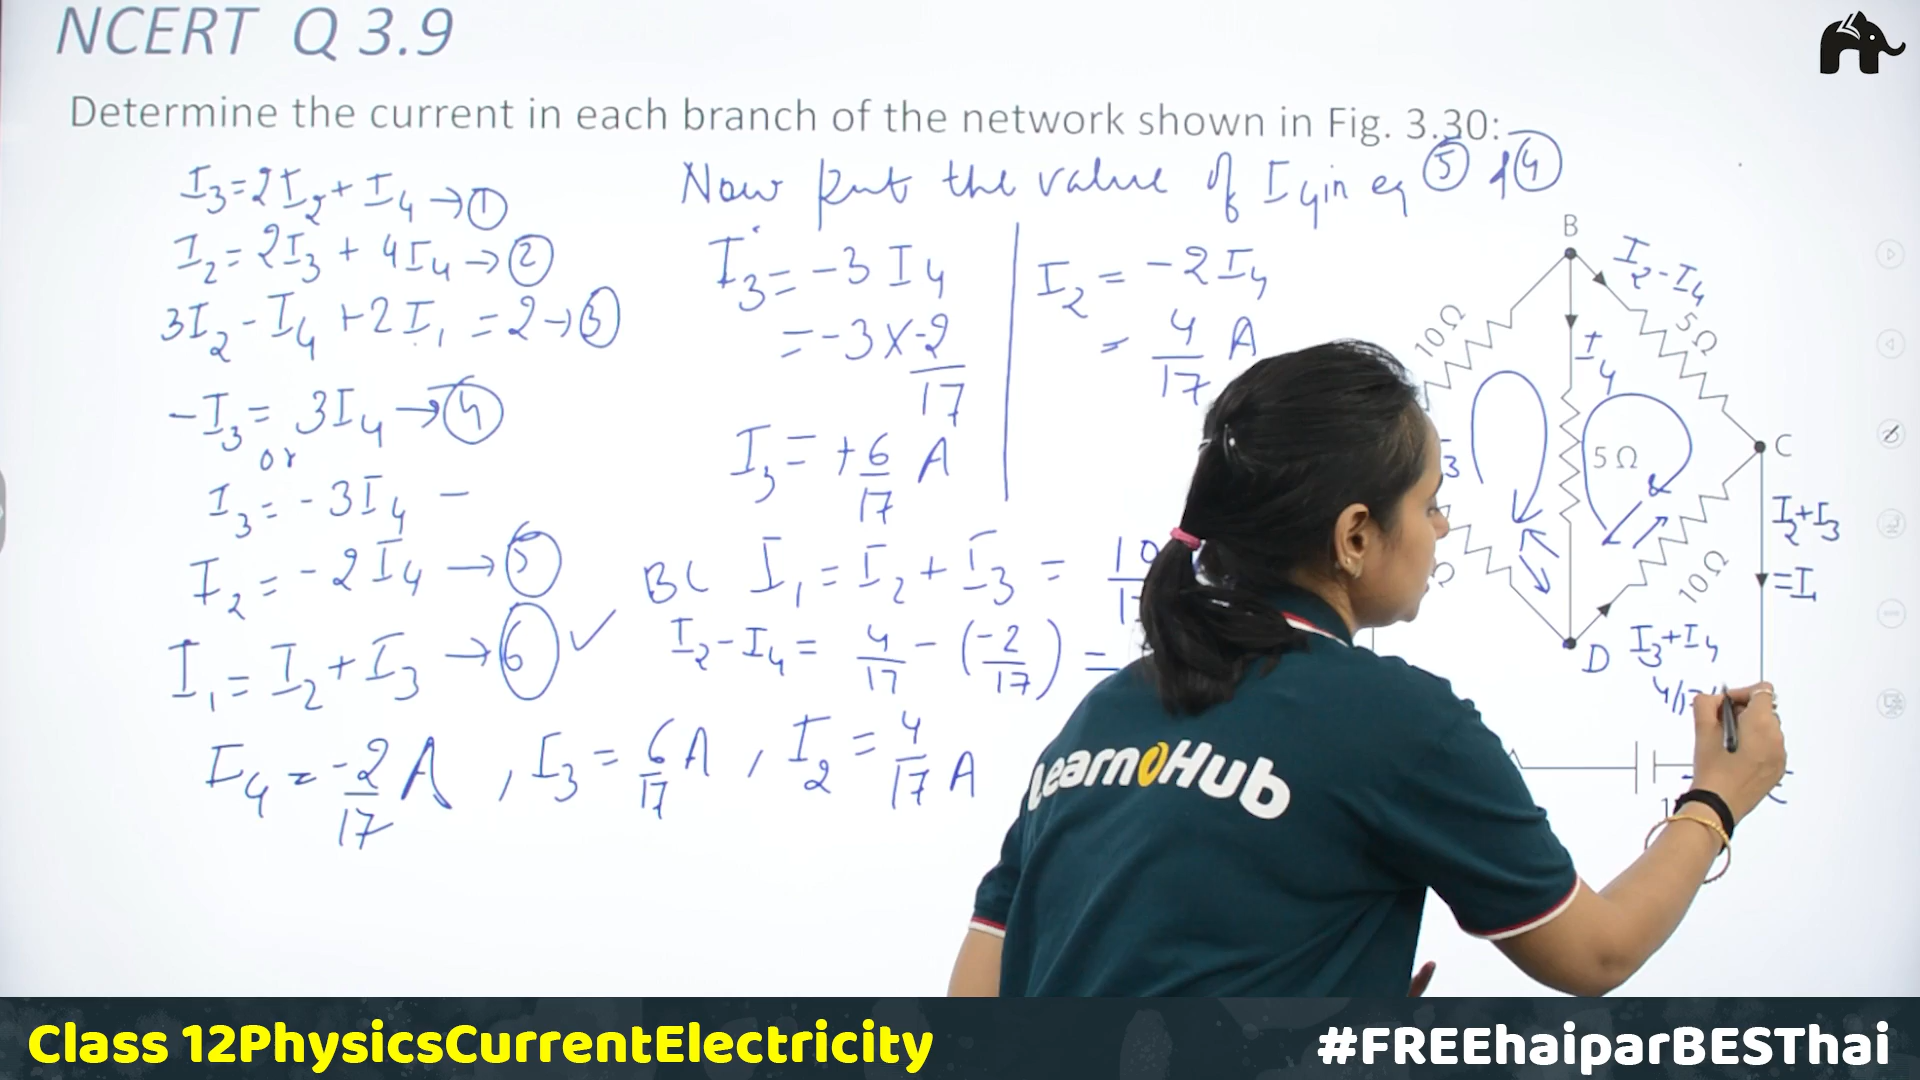 NCERT Q 3.9
Determine the current in each branch of the network shown in Fig. 3.30:
I₃ = 2I₂ + I₄ → ①
I₂ = 2I₃ + 4I₄ → ②
3I₂ - I₄ + 2I₁ = 2 → ③
-I₃ = 3I₄ → ④
or
I₃ = -3I₄ -
I₂ = -2I₄ → ⑤
I₁ = I₂ + I₃ → ⑥ ✓
I₄ = -2/17 A , I₃ = 6/17 A , I₂ = 4/17 A
Now put the value of I₄ in eq ⑤ & ④
I₃ = -3 I₄
= -3 × -2/17
I₃ = +6/17 A
I₂ = -2I₄
= 4/17 A
BC I₁ = I₂ + I₃ = 10
I₂ - I₄ = 4/17 - (-2/17) =
B
I₂ - I₄
10Ω
5Ω
I₄
5Ω
C
I₂+I₃
= I₁
10Ω
D
I₃+I₄
4/17
LearnoHub
Class 12PhysicsCurrentElectricity
#FREEhaiparBESThai